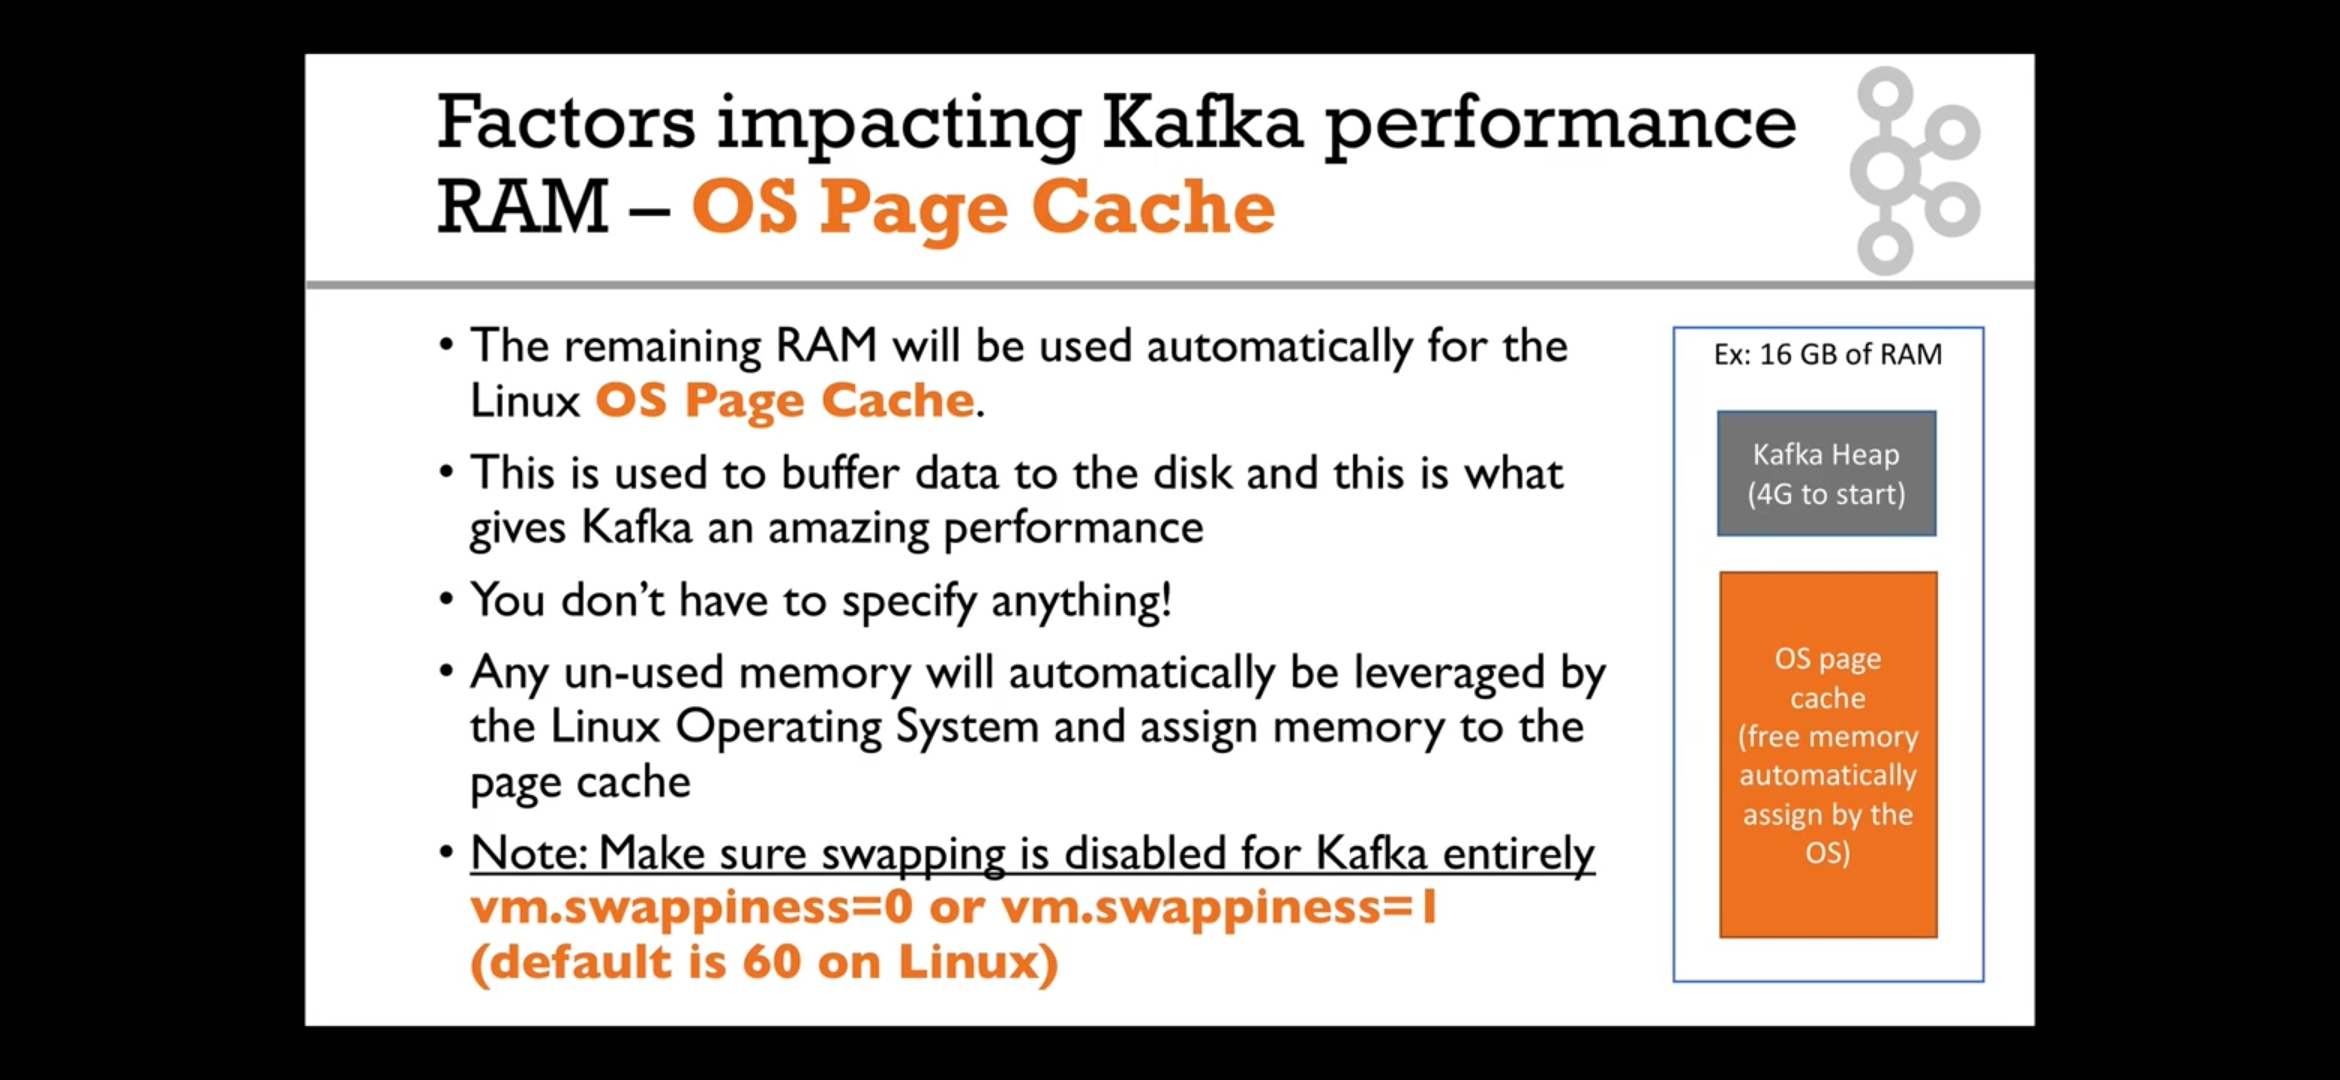 Factors impacting Kafka performance
RAM – OS Page Cache
• The remaining RAM will be used automatically for the
Linux OS Page Cache.
• This is used to buffer data to the disk and this is what
gives Kafka an amazing performance
• You don’t have to specify anything!
• Any un-used memory will automatically be leveraged by
the Linux Operating System and assign memory to the
page cache
• Note: Make sure swapping is disabled for Kafka entirely
vm.swappiness=0 or vm.swappiness=1
(default is 60 on Linux)
Ex: 16 GB of RAM
Kafka Heap
(4G to start)
OS page
cache
(free memory
automatically
assign by the
OS)